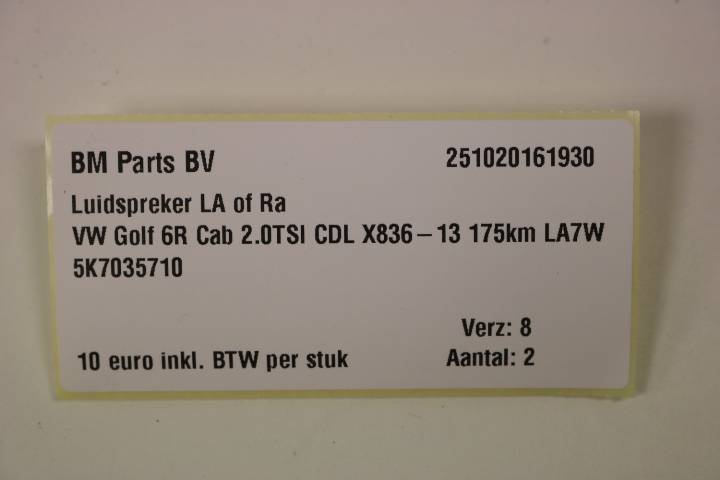 BM Parts BV 251020161930
Luidspreker LA of Ra
VW Golf 6R Cab 2.0TSI CDL X836-13 175km LA7W
5K7035710
Verz: 8
10 euro inkl. BTW per stuk Aantal: 2